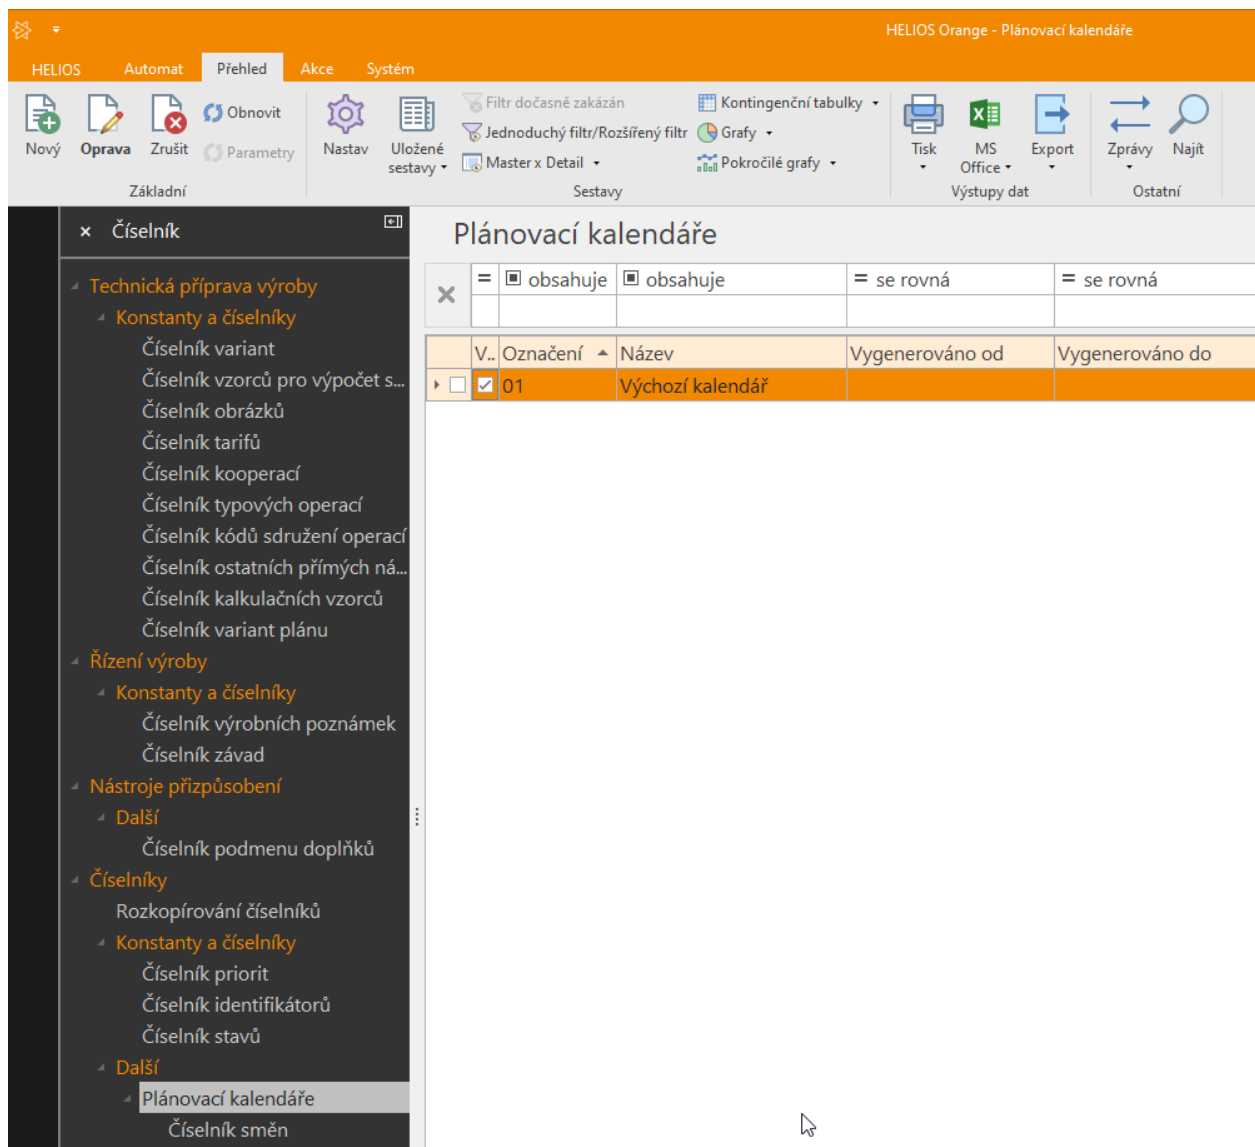 HELIOS Orange - Plánovací kalendáře
HELIOS Automat Přehled Akce Systém
Nový Oprava Zrušit Obnovit Parametry
Základní
Nastav Uložené sestavy
Filtr dočasně zakázán
Jednoduchý filtr/Rozšířený filtr
Master x Detail
Kontingenční tabulky
Grafy
Pokročilé grafy
Sestavy
Tisk MS Office Export
Výstupy dat
Zprávy Najít
Ostatní
× Číselník
Technická příprava výroby
Konstanty a číselníky
Číselník variant
Číselník vzorců pro výpočet s...
Číselník obrázků
Číselník tarifů
Číselník kooperací
Číselník typových operací
Číselník kódů sdružení operací
Číselník ostatních přímých ná...
Číselník kalkulačních vzorců
Číselník variant plánu
Řízení výroby
Konstanty a číselníky
Číselník výrobních poznámek
Číselník závad
Nástroje přizpůsobení
Další
Číselník podmenu doplňků
Číselníky
Rozkopírování číselníků
Konstanty a číselníky
Číselník priorit
Číselník identifikátorů
Číselník stavů
Další
Plánovací kalendáře
Číselník směn
Plánovací kalendáře
= obsahuje obsahuje = se rovná = se rovná
V.. Označení Název Vygenerováno od Vygenerováno do
01 Výchozí kalendář